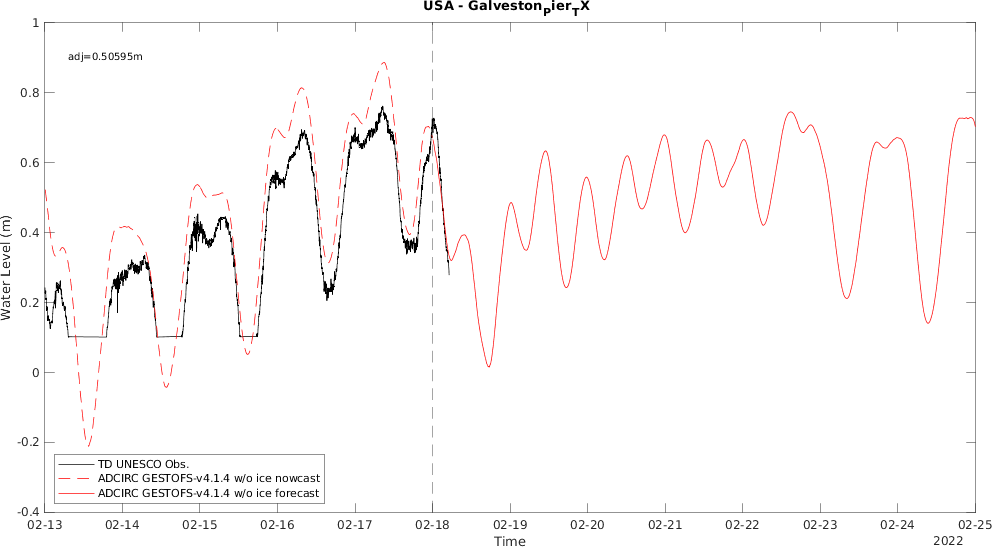 USA - Galveston_Pier_TX
adj=0.50595m
1
0.8
0.6
0.4
0.2
0
-0.2
-0.4
Water Level (m)
TD UNESCO Obs.
ADCIRC GESTOFS-v4.1.4 w/o ice nowcast
ADCIRC GESTOFS-v4.1.4 w/o ice forecast
02-13 02-14 02-15 02-16 02-17 02-18 02-19 02-20 02-21 02-22 02-23 02-24 02-25
Time
2022